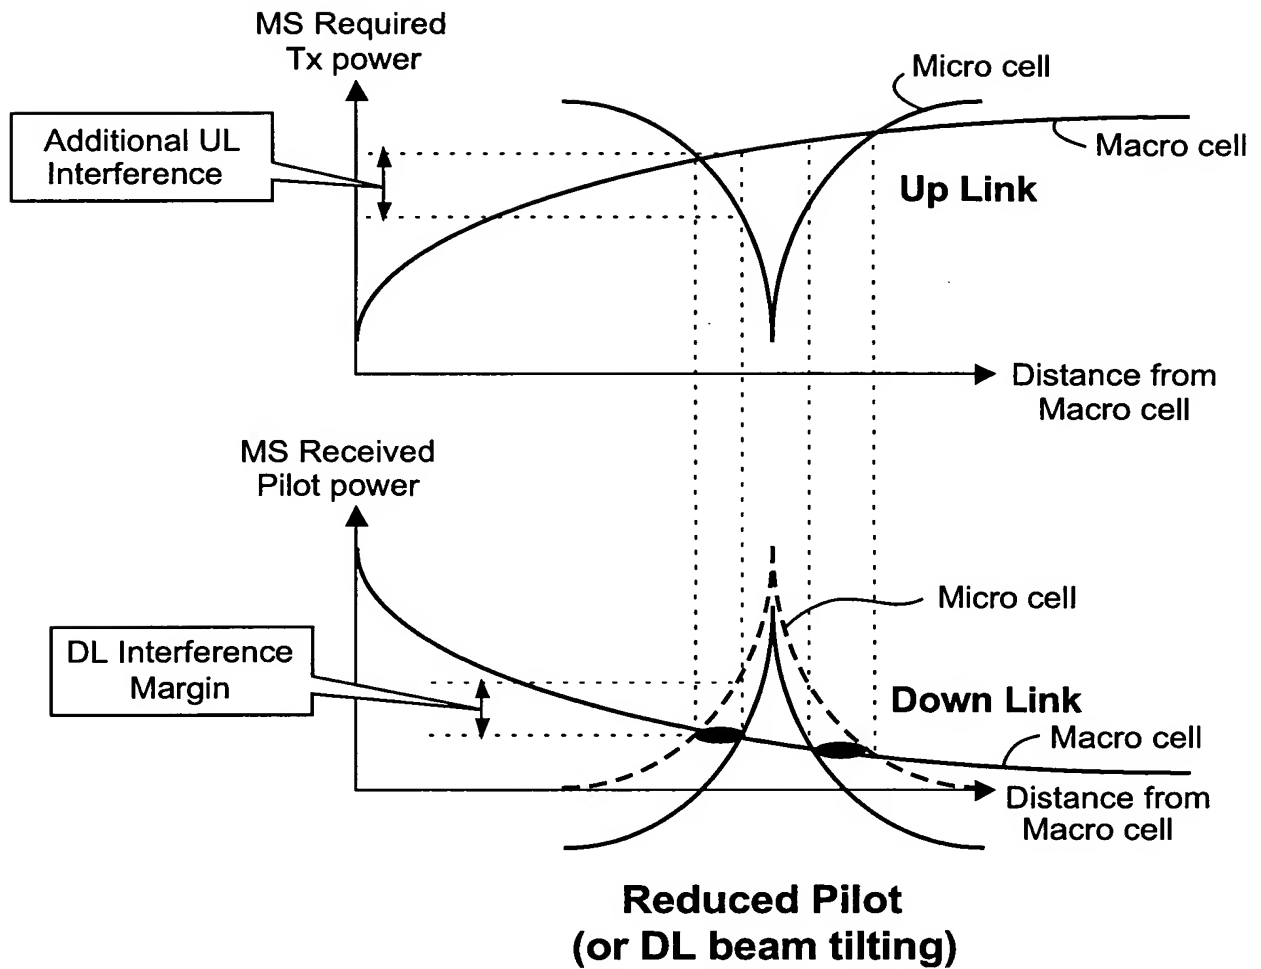 MS Required
Tx power
Micro cell
Additional UL
Interference
Macro cell
Up Link
Distance from
Macro cell
MS Received
Pilot power
Micro cell
DL Interference
Margin
Down Link
Macro cell
Distance from
Macro cell
Reduced Pilot
(or DL beam tilting)